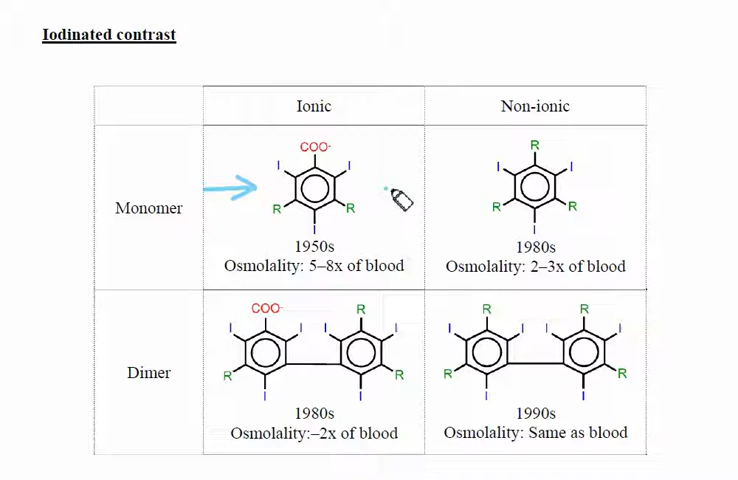 Iodinated contrast
Ionic Non-ionic
Monomer
COO-
I I
R R
I
1950s
Osmolality: 5–8x of blood
R
I I
R R
I
1980s
Osmolality: 2–3x of blood
Dimer
COO- R
I I I I
R R
I I
1980s
Osmolality:–2x of blood
R R
I I I I
R R
I I
1990s
Osmolality: Same as blood